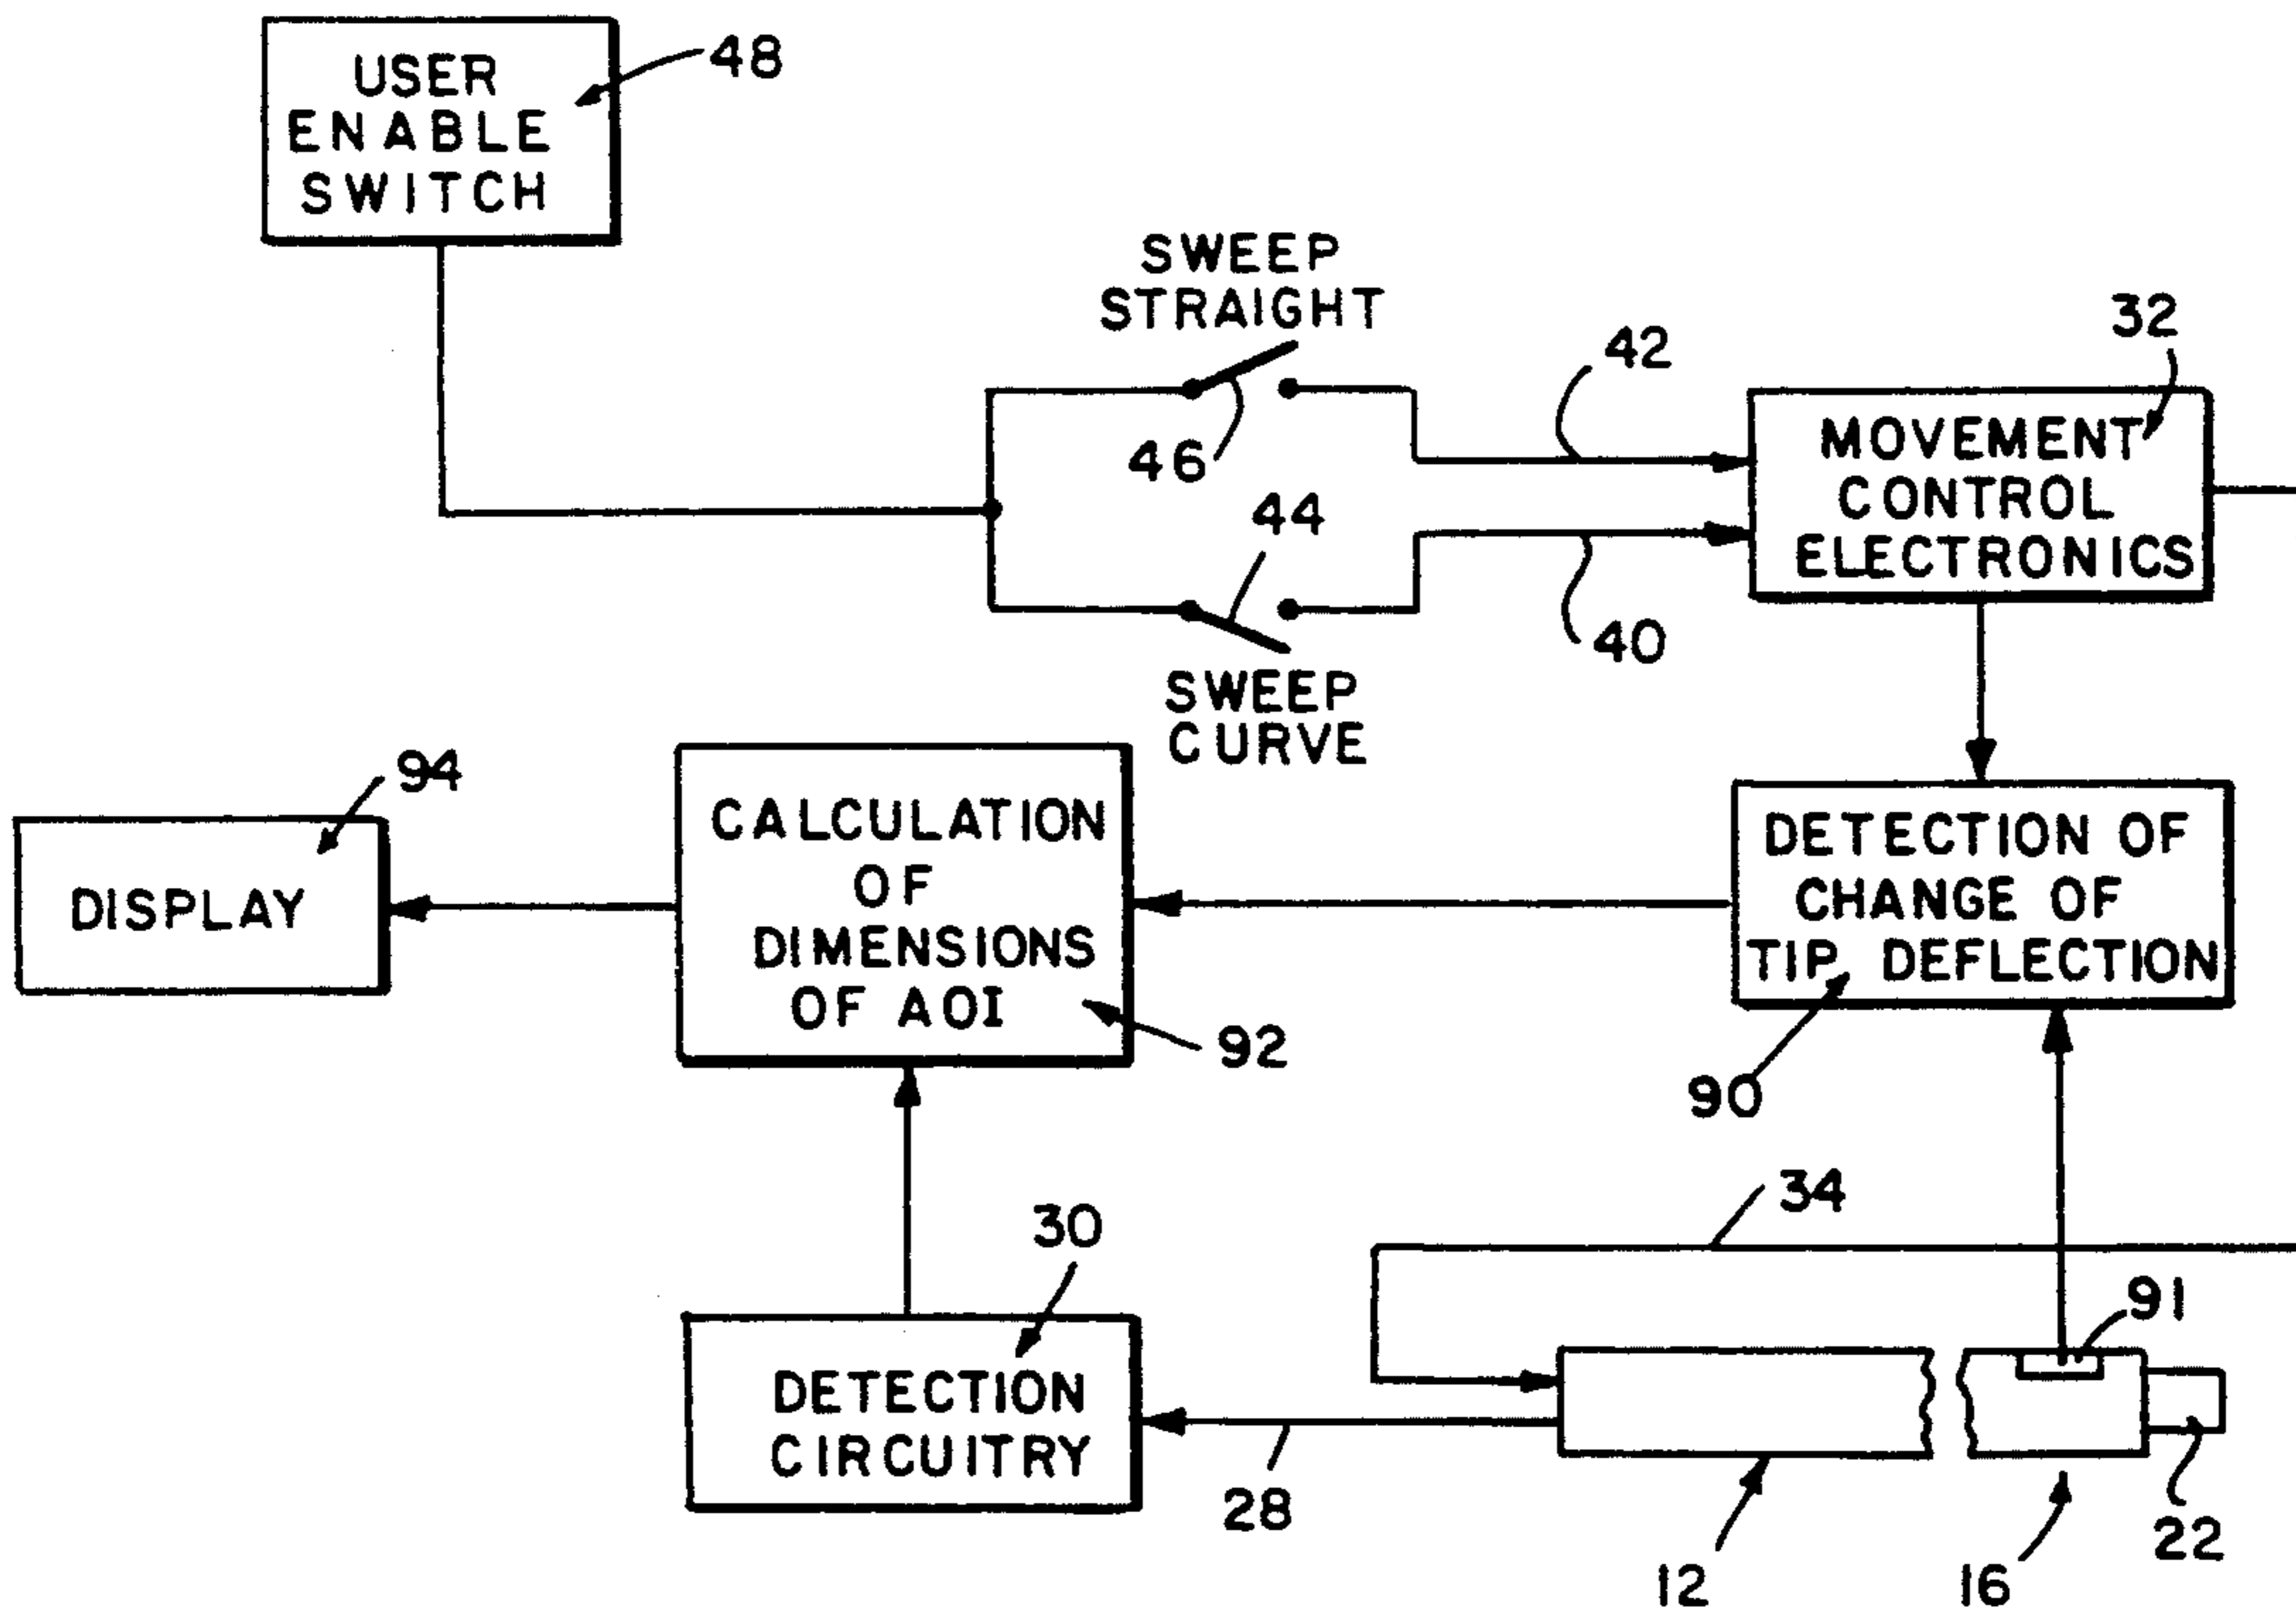 USER
ENABLE
SWITCH
48
SWEEP
STRAIGHT
46
42
32
MOVEMENT
CONTROL
ELECTRONICS
44
40
SWEEP
CURVE
94
DISPLAY
CALCULATION
OF
DIMENSIONS
OF AOI
92
DETECTION OF
CHANGE OF
TIP DEFLECTION
90
34
30
DETECTION
CIRCUITRY
28
91
12
16
22